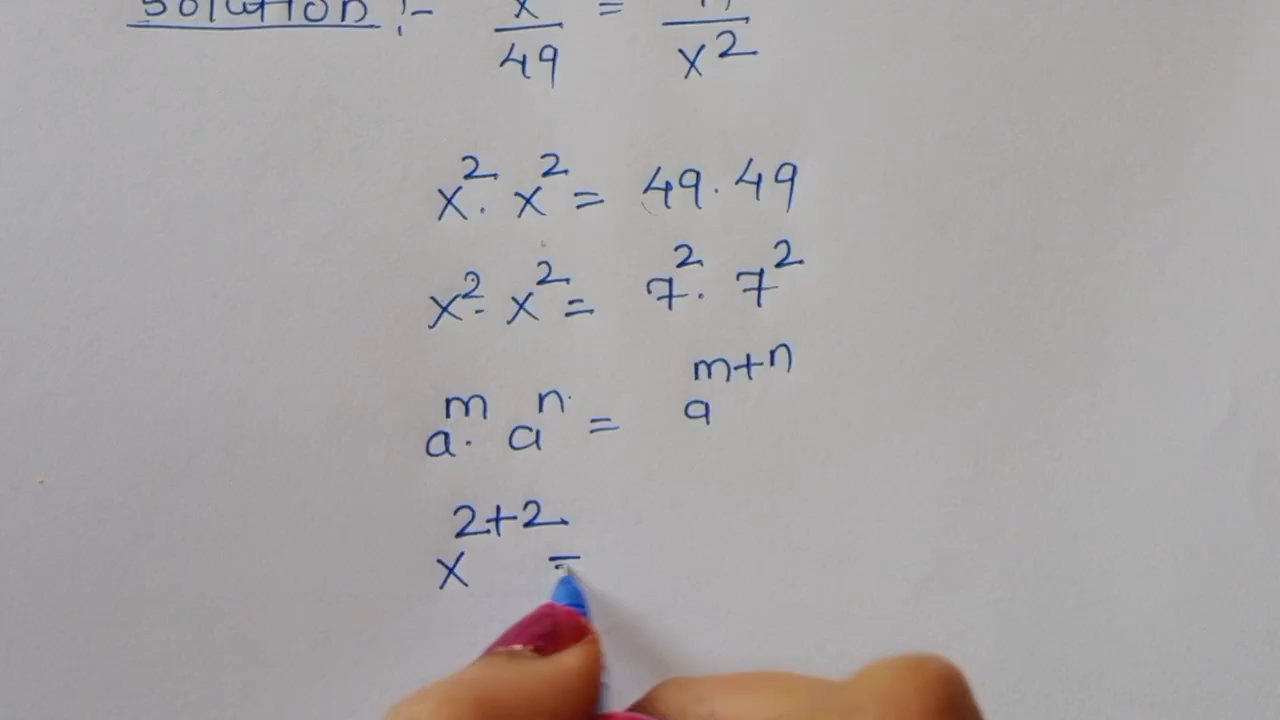 Solution :- x/49 = /x²
x². x² = 49. 49
x². x² = 7². 7²
a^m. a^n = a^m+n
x^2+2 =